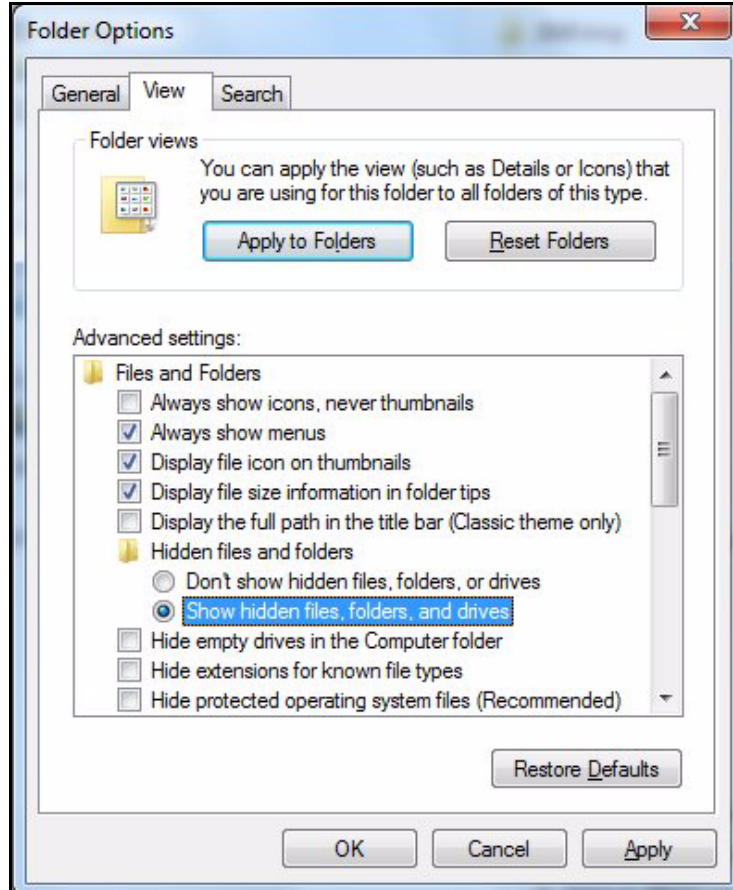 Folder Options
General View Search
Folder views
You can apply the view (such as Details or Icons) that
you are using for this folder to all folders of this type.
Apply to Folders Reset Folders
Advanced settings:
Files and Folders
Always show icons, never thumbnails
Always show menus
Display file icon on thumbnails
Display file size information in folder tips
Display the full path in the title bar (Classic theme only)
Hidden files and folders
Don't show hidden files, folders, or drives
Show hidden files, folders, and drives
Hide empty drives in the Computer folder
Hide extensions for known file types
Hide protected operating system files (Recommended)
Restore Defaults
OK Cancel Apply